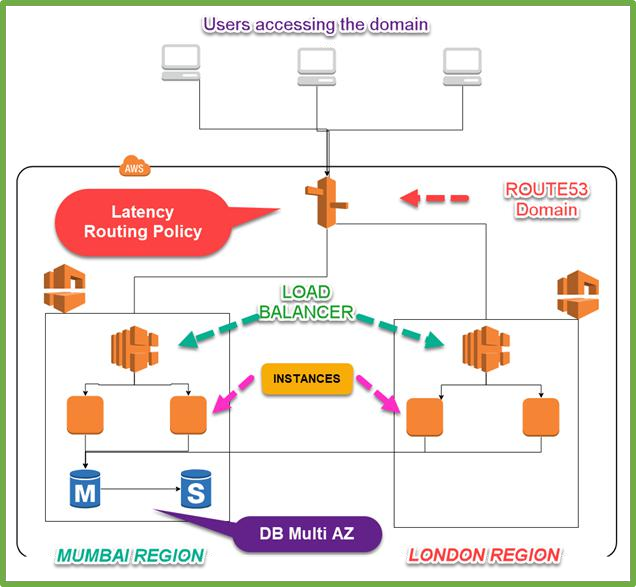 Users accessing the domain
AWS
Latency
Routing Policy
ROUTE53
Domain
LOAD
BALANCER
INSTANCES
M
S
DB Multi AZ
MUMBAI REGION
LONDON REGION